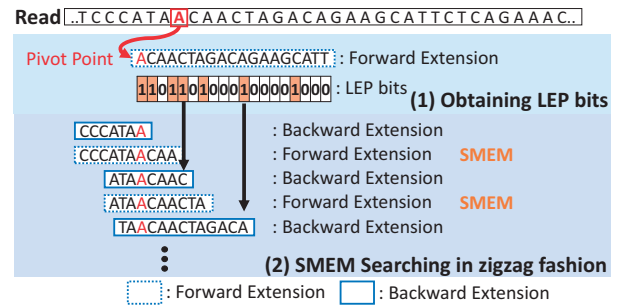 Read ..TCCCATAACAACTAGACAGAAGCATTCTCAGAAAC..
Pivot Point ACAACTAGACAGAAGCATT : Forward Extension
11011010001000001000 : LEP bits
(1) Obtaining LEP bits
CCCATAA : Backward Extension
CCCATAACAA : Forward Extension SMEM
ATAACAAC : Backward Extension
ATAACAACTA : Forward Extension SMEM
TAACAACTAGACA : Backward Extension
(2) SMEM Searching in zigzag fashion
: Forward Extension : Backward Extension